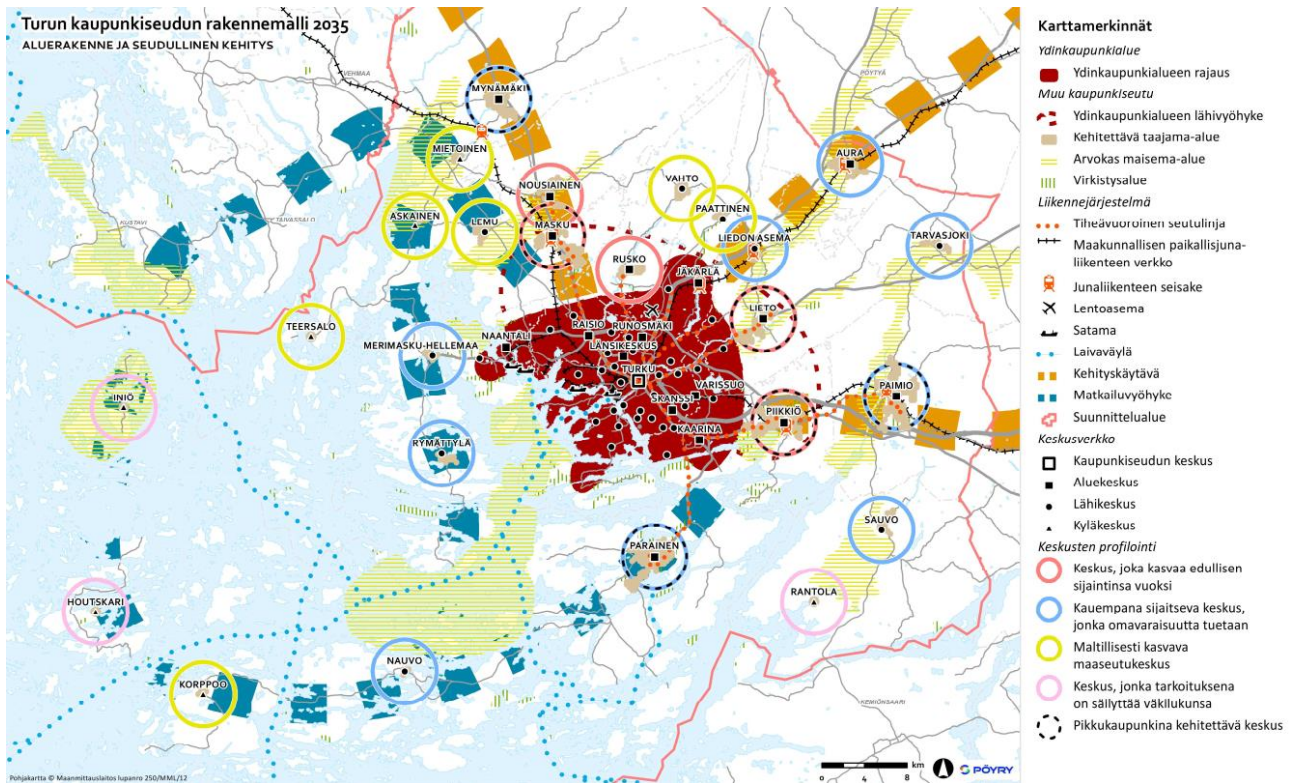 Turun kaupunkiseudun rakennemalli 2035
ALUERAKENNE JA SEUDULLINEN KEHITYS
VEHMAA
PÖYTYÄ
MYNÄMÄKI
MIETOINEN
AURA
NOUSIAINEN
VAHTO
KUSTAVI
ASKAINEN
LEMU
MASKU
PAATTINEN
LIEDON ASEMA
TARVASJOKI
RUSKO
JÄKÄRLÄ
LIETO
TEERSALO
MERIMASKU-HELLEMAA
NAANTALI
RAISIO
RUNOSMÄKI
LÄNSIKESKUS
TURKU
VARISSUO
SKANSSI
KAARINA
PIIKKIÖ
PAIMIO
INIÖ
RYMÄTTYLÄ
SAUVO
PARAINEN
RANTOLA
HOUTSKARI
NAUVO
KORPPOO
KEMIÖNSAARI
Pohjakartta © Maanmittauslaitos lupanro 250/MML/12
km
0 4 8
PÖYRY
Karttamerkinnät
Ydinkaupunkialue
Ydinkaupunkialueen rajaus
Muu kaupunkiseutu
Ydinkaupunkialueen lähivyöhyke
Kehitettävä taajama-alue
Arvokas maisema-alue
Virkistysalue
Liikennejärjestelmä
Tiheävuoroinen seutulinja
Maakunnallisen paikallisjuna-
liikenteen verkko
Junaliikenteen seisake
Lentoasema
Satama
Laivaväylä
Kehityskäytävä
Matkailuvyöhyke
Suunnittelualue
Keskusverkko
Kaupunkiseudun keskus
Aluekeskus
Lähikeskus
Kyläkeskus
Keskusten profilointi
Keskus, joka kasvaa edullisen
sijaintinsa vuoksi
Kauempana sijaitseva keskus,
jonka omavaraisuutta tuetaan
Maltillisesti kasvava
maaseutukeskus
Keskus, jonka tarkoituksena
on säilyttää väkilukunsa
Pikkukaupunkina kehitettävä keskus